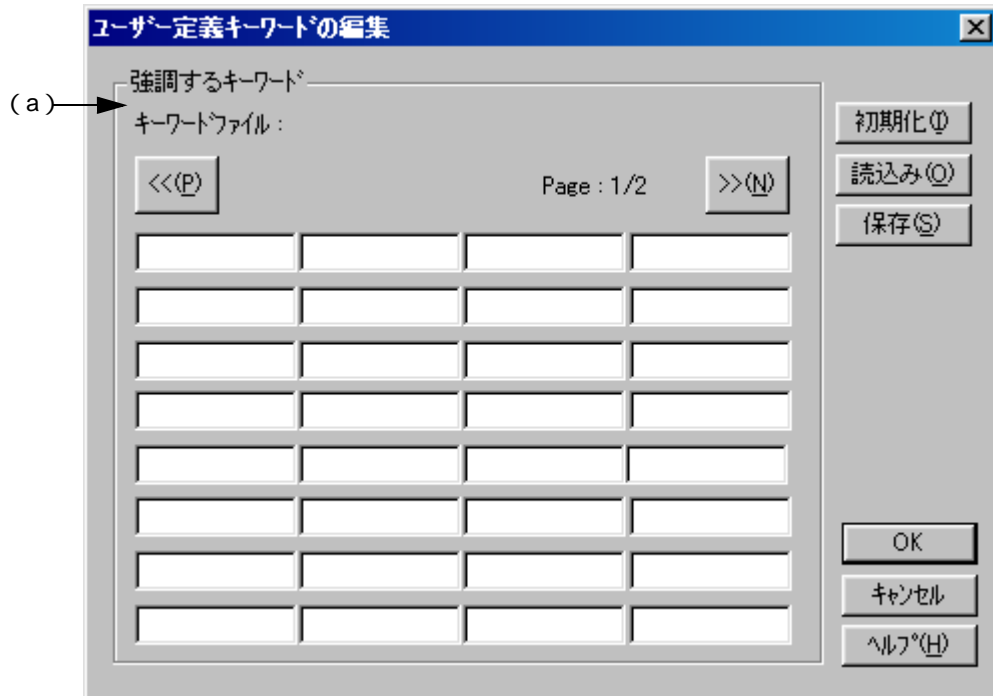 ユーザー定義キーワードの編集
強調するキーワード
(a)
キーワードファイル :
初期化(I)
<<(P)
Page : 1/2
>>(N)
読込み(O)
保存(S)
OK
キャンセル
ヘルプ(H)